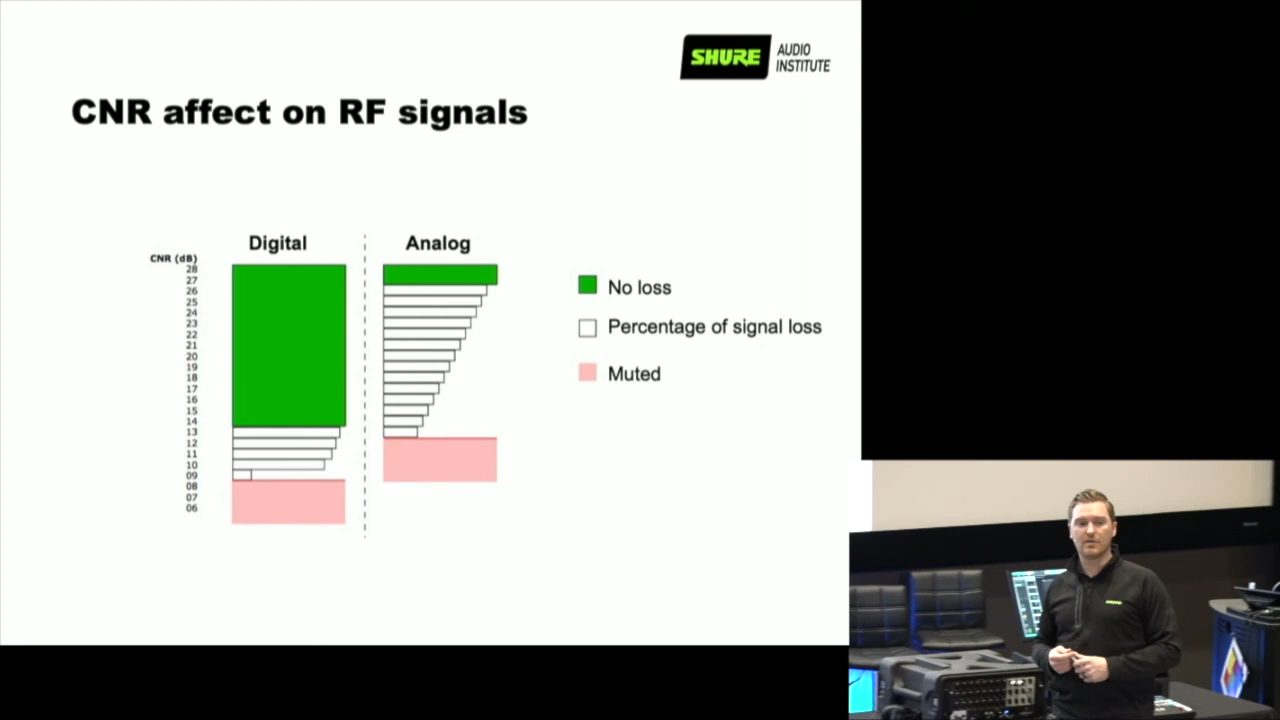 SHURE
AUDIO
INSTITUTE
CNR affect on RF signals
Digital
Analog
CNR (dB)
28
27
26
25
24
23
22
21
20
19
18
17
16
15
14
13
12
11
10
09
08
07
06
No loss
Percentage of signal loss
Muted